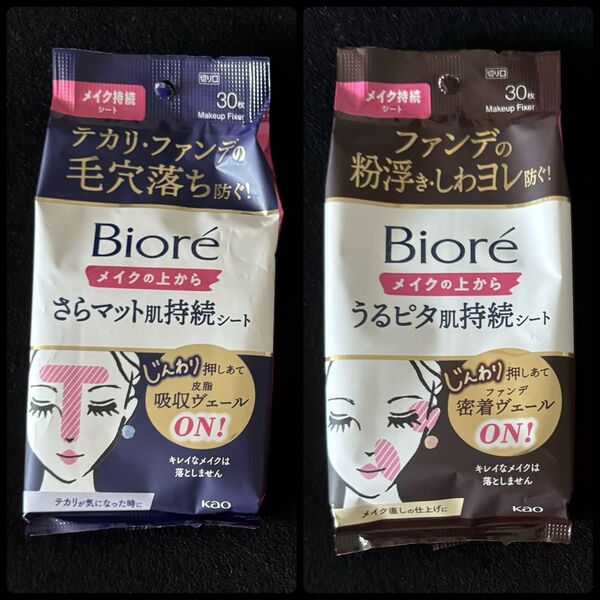 メイク持続
シート
切り口
30枚
Makeup Fixer
テカリ・ファンデの
毛穴落ち防ぐ!
Bioré
メイクの上から
さらマット肌持続シート
じんわり押しあて
皮脂
吸収ヴェール
ON!
キレイなメイクは
落としません
テカリが気になった時に
Kao
メイク持続
シート
切り口
30枚
Makeup Fixer
ファンデの
粉浮き・しわヨレ防ぐ!
Bioré
メイクの上から
うるピタ肌持続シート
じんわり押しあて
ファンデ
密着ヴェール
ON!
キレイなメイクは
落としません
メイク直しの仕上げに
Kao